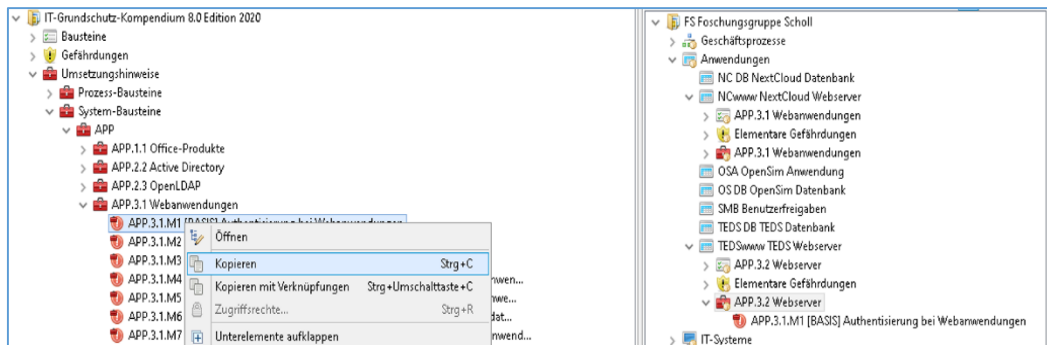 IT-Grundschutz-Kompendium 8.0 Edition 2020
Bausteine
Gefährdungen
Umsetzungshinweise
Prozess-Bausteine
System-Bausteine
APP
APP.1.1 Office-Produkte
APP.2.2 Active Directory
APP.2.3 OpenLDAP
APP.3.1 Webanwendungen
APP.3.1.M1 [BASIS] Authentisierung bei Webanwendungen
APP.3.1.M2
APP.3.1.M3
APP.3.1.M4
APP.3.1.M5
APP.3.1.M6
APP.3.1.M7
Öffnen
Kopieren Strg+C
Kopieren mit Verknüpfungen Strg+Umschalttaste+C
Zugriffsrechte... Strg+R
Unterelemente aufklappen
nwen...
nwe...
dat...
nwend...
FS Foschungsgruppe Scholl
Geschäftsprozesse
Anwendungen
NC DB NextCloud Datenbank
NCwww NextCloud Webserver
APP.3.1 Webanwendungen
Elementare Gefährdungen
APP.3.1 Webanwendungen
OSA OpenSim Anwendung
OS DB OpenSim Datenbank
SMB Benutzerfreigaben
TEDS DB TEDS Datenbank
TEDSwww TEDS Webserver
APP.3.2 Webserver
Elementare Gefährdungen
APP.3.2 Webserver
APP.3.1.M1 [BASIS] Authentisierung bei Webanwendungen
IT-Systeme